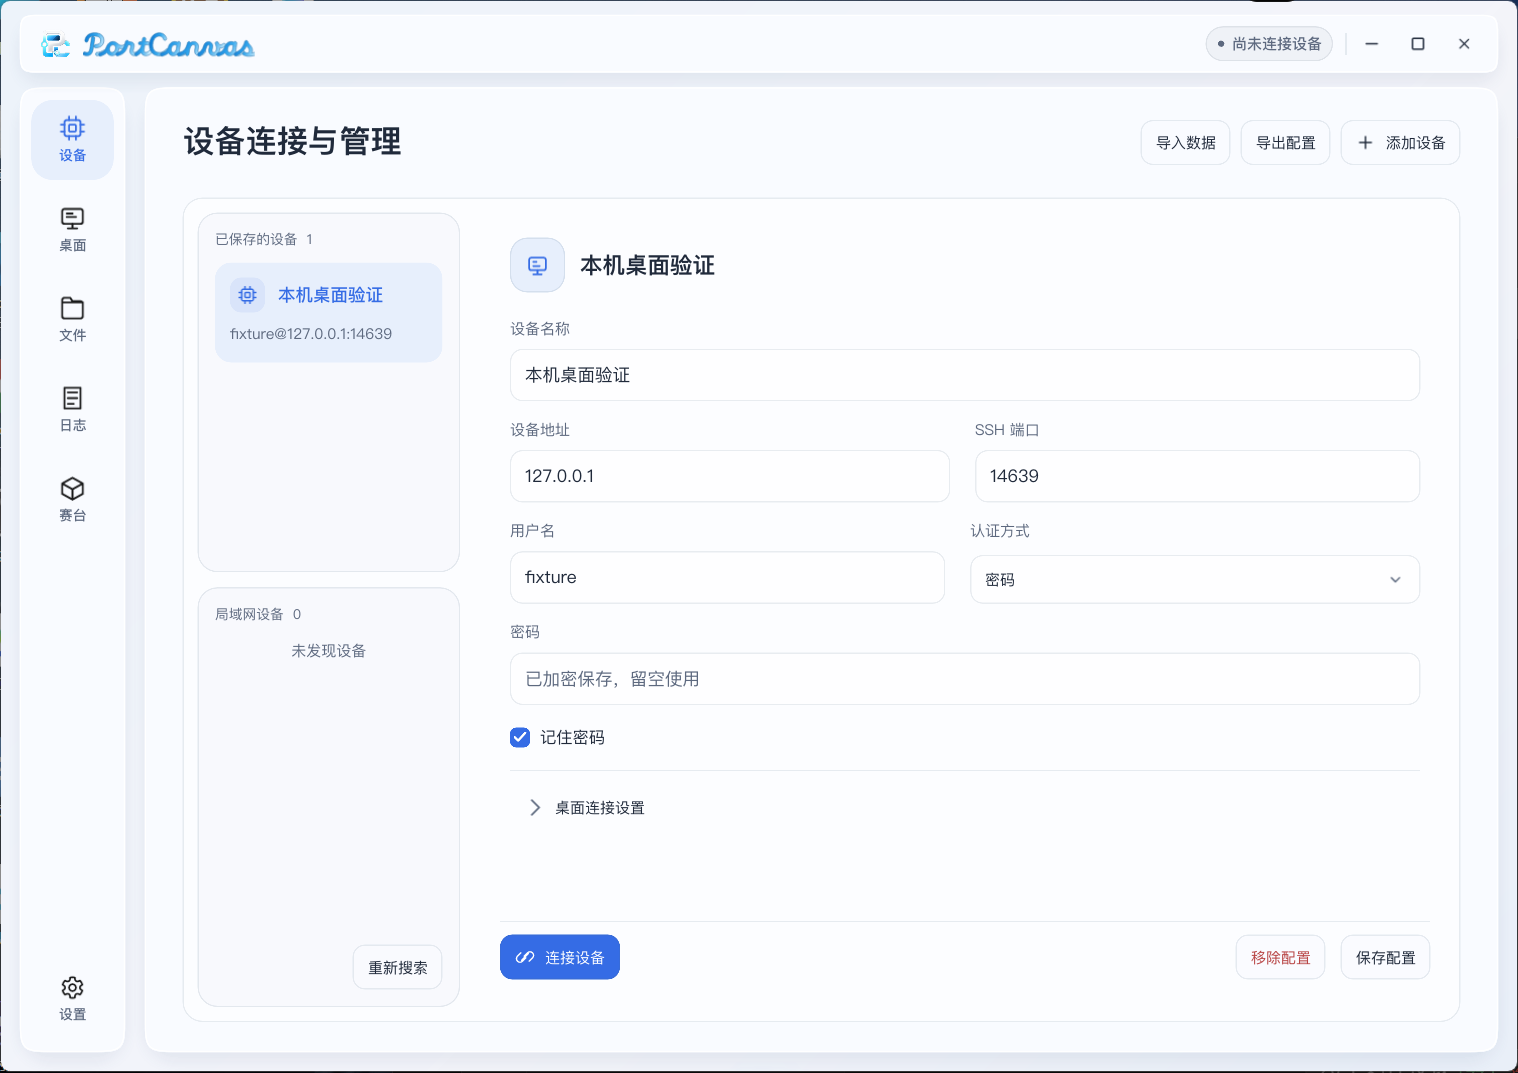 PortCanvas
尚未连接设备
设备
桌面
文件
日志
赛台
设置
设备连接与管理
导入数据
导出配置
添加设备
已保存的设备 1
本机桌面验证
fixture@127.0.0.1:14639
局域网设备 0
未发现设备
重新搜索
本机桌面验证
设备名称
本机桌面验证
设备地址
SSH 端口
127.0.0.1
14639
用户名
认证方式
fixture
密码
密码
已加密保存，留空使用
记住密码
桌面连接设置
连接设备
移除配置
保存配置